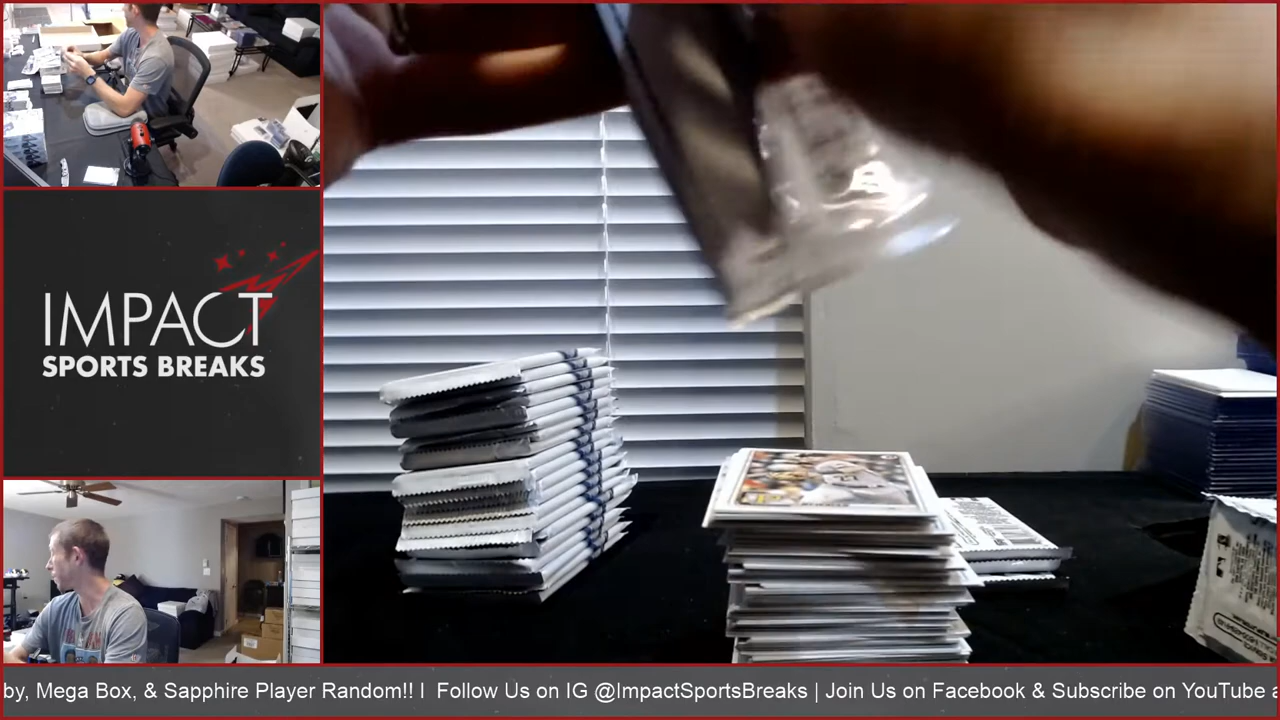 IMPACT
SPORTS BREAKS
by, Mega Box, & Sapphire Player Random!! I Follow Us on IG @ImpactSportsBreaks | Join Us on Facebook & Subscribe on YouTube a